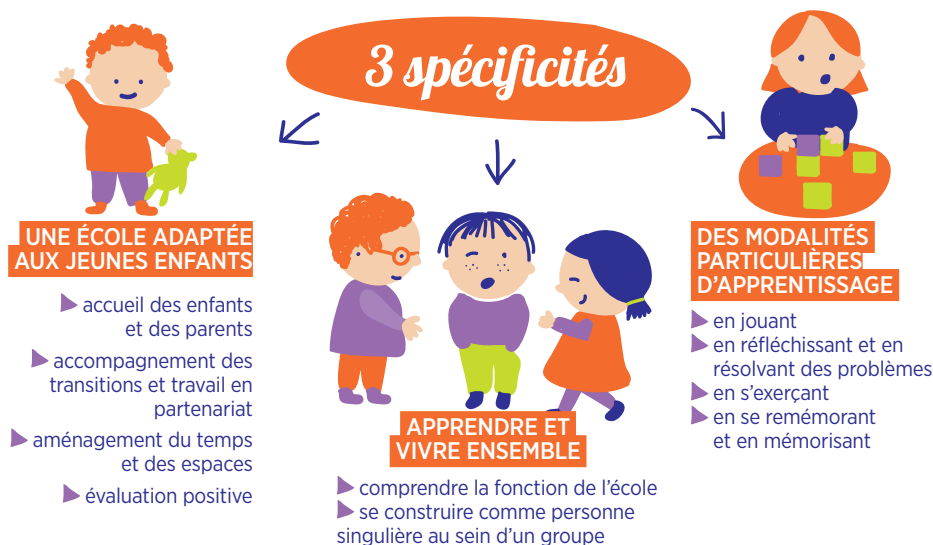 3 spécificités
UNE ÉCOLE ADAPTÉE
AUX JEUNES ENFANTS
accueil des enfants
et des parents
accompagnement des
transitions et travail en
partenariat
aménagement du temps
et des espaces
évaluation positive
APPRENDRE ET
VIVRE ENSEMBLE
comprendre la fonction de l’école
se construire comme personne
singulière au sein d’un groupe
DES MODALITÉS
PARTICULIÈRES
D’APPRENTISSAGE
en jouant
en réfléchissant et en
résolvant des problèmes
en s’exerçant
en se remémorant
et en mémorisant